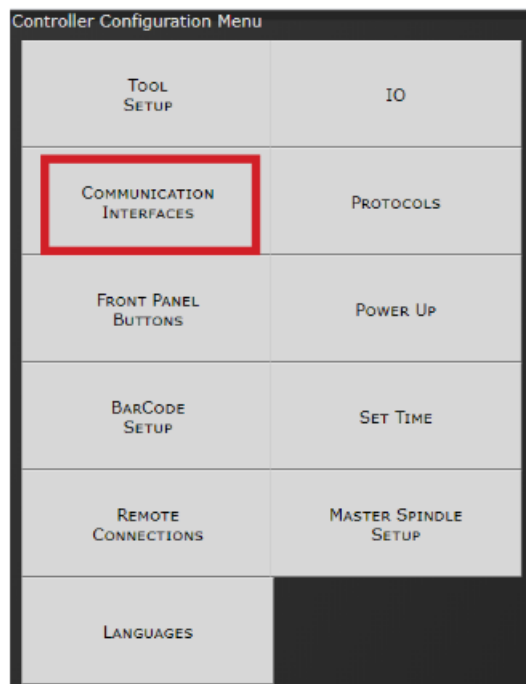 Controller Configuration Menu
Tool
Setup
IO
Communication
Interfaces
Protocols
Front Panel
Buttons
Power Up
BarCode
Setup
Set Time
Remote
Connections
Master Spindle
Setup
Languages